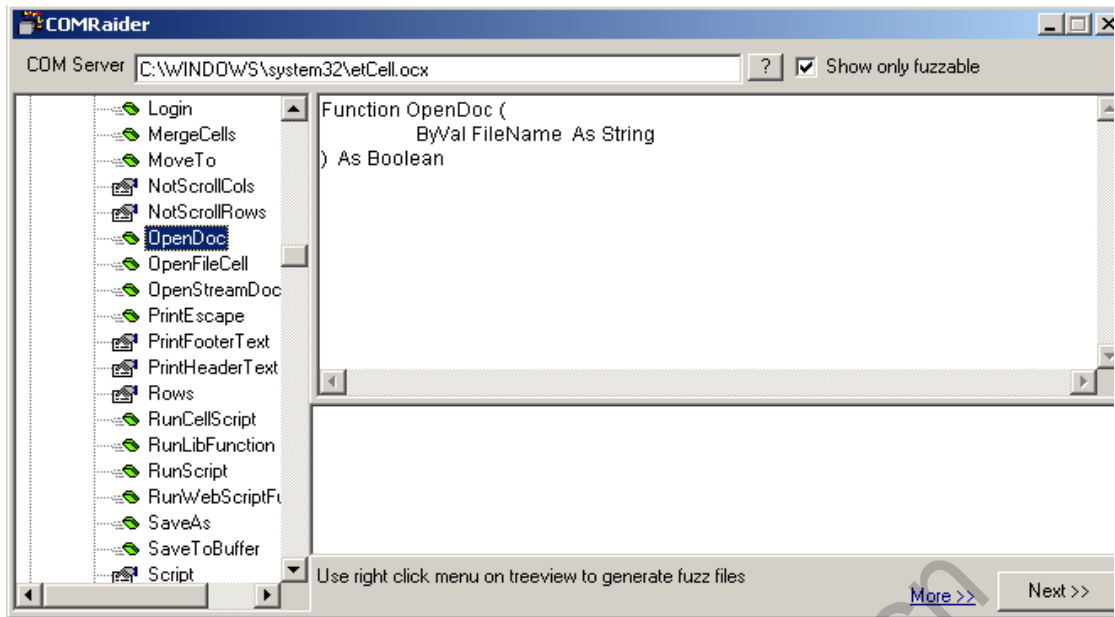 COMRaider
COM Server C:\WINDOWS\system32\etCell.ocx ? Show only fuzzable
Login
MergeCells
MoveTo
NotScrollCols
NotScrollRows
OpenDoc
OpenFileCell
OpenStreamDoc
PrintEscape
PrintFooterText
PrintHeaderText
Rows
RunCellScript
RunLibFunction
RunScript
RunWebScriptFu
SaveAs
SaveToBuffer
Script
Function OpenDoc (
ByVal FileName As String
) As Boolean
Use right click menu on treeview to generate fuzz files
More >>
Next >>